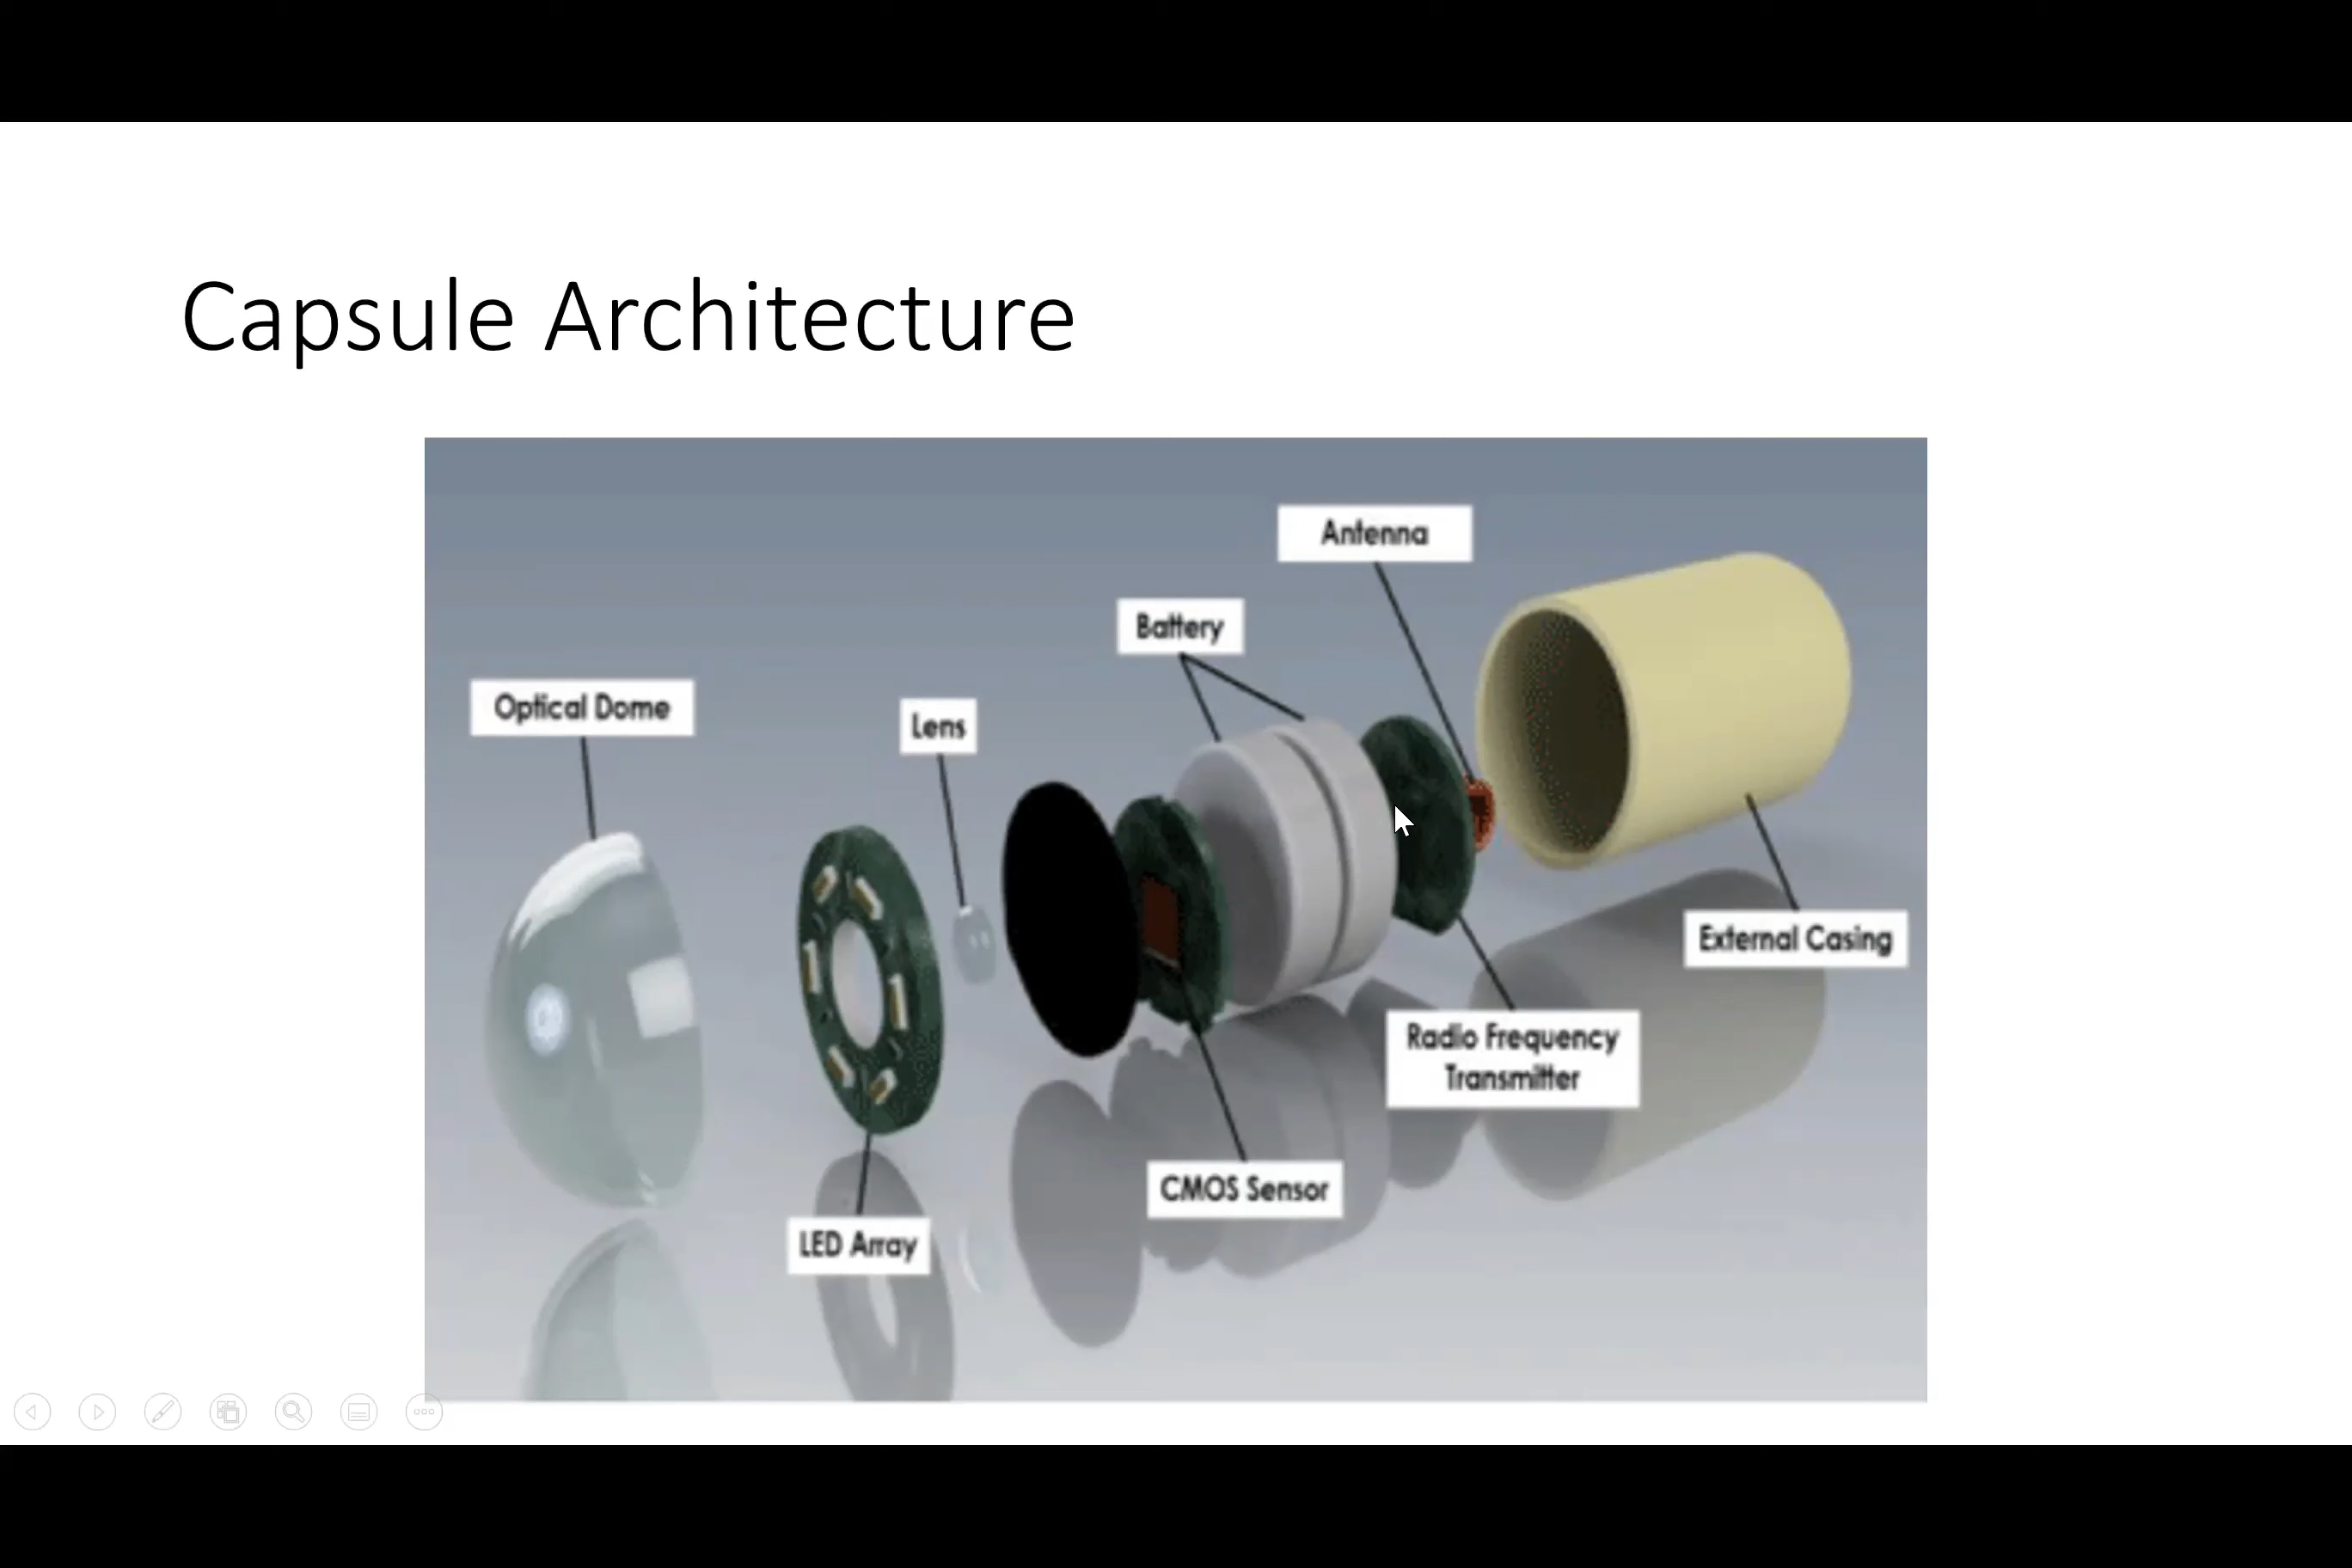 Capsule Architecture
Antenna
Battery
Optical Dome
Lens
External Casing
Radio Frequency
Transmitter
CMOS Sensor
LED Array